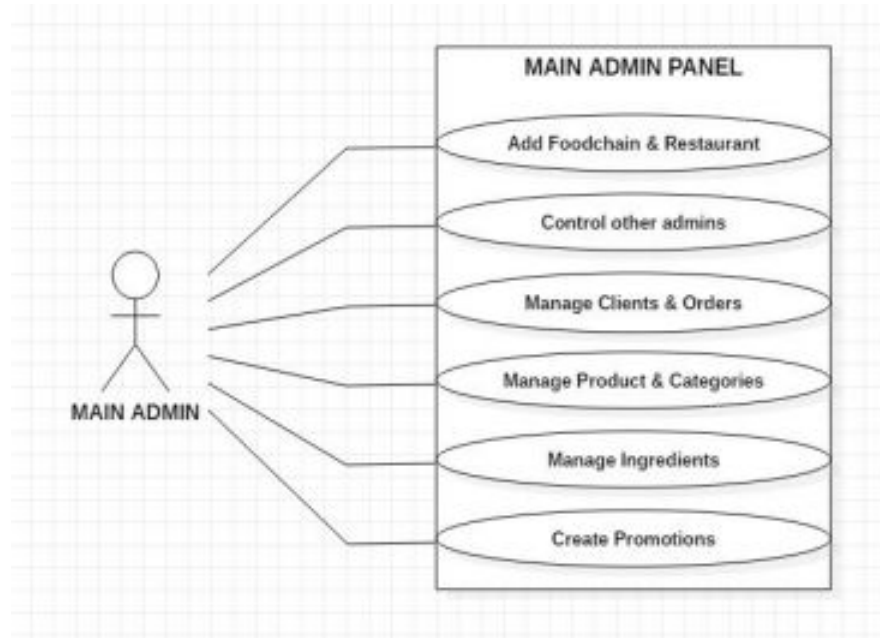 MAIN ADMIN PANEL
Add Foodchain & Restaurant
Control other admins
Manage Clients & Orders
Manage Product & Categories
MAIN ADMIN
Manage Ingredients
Create Promotions